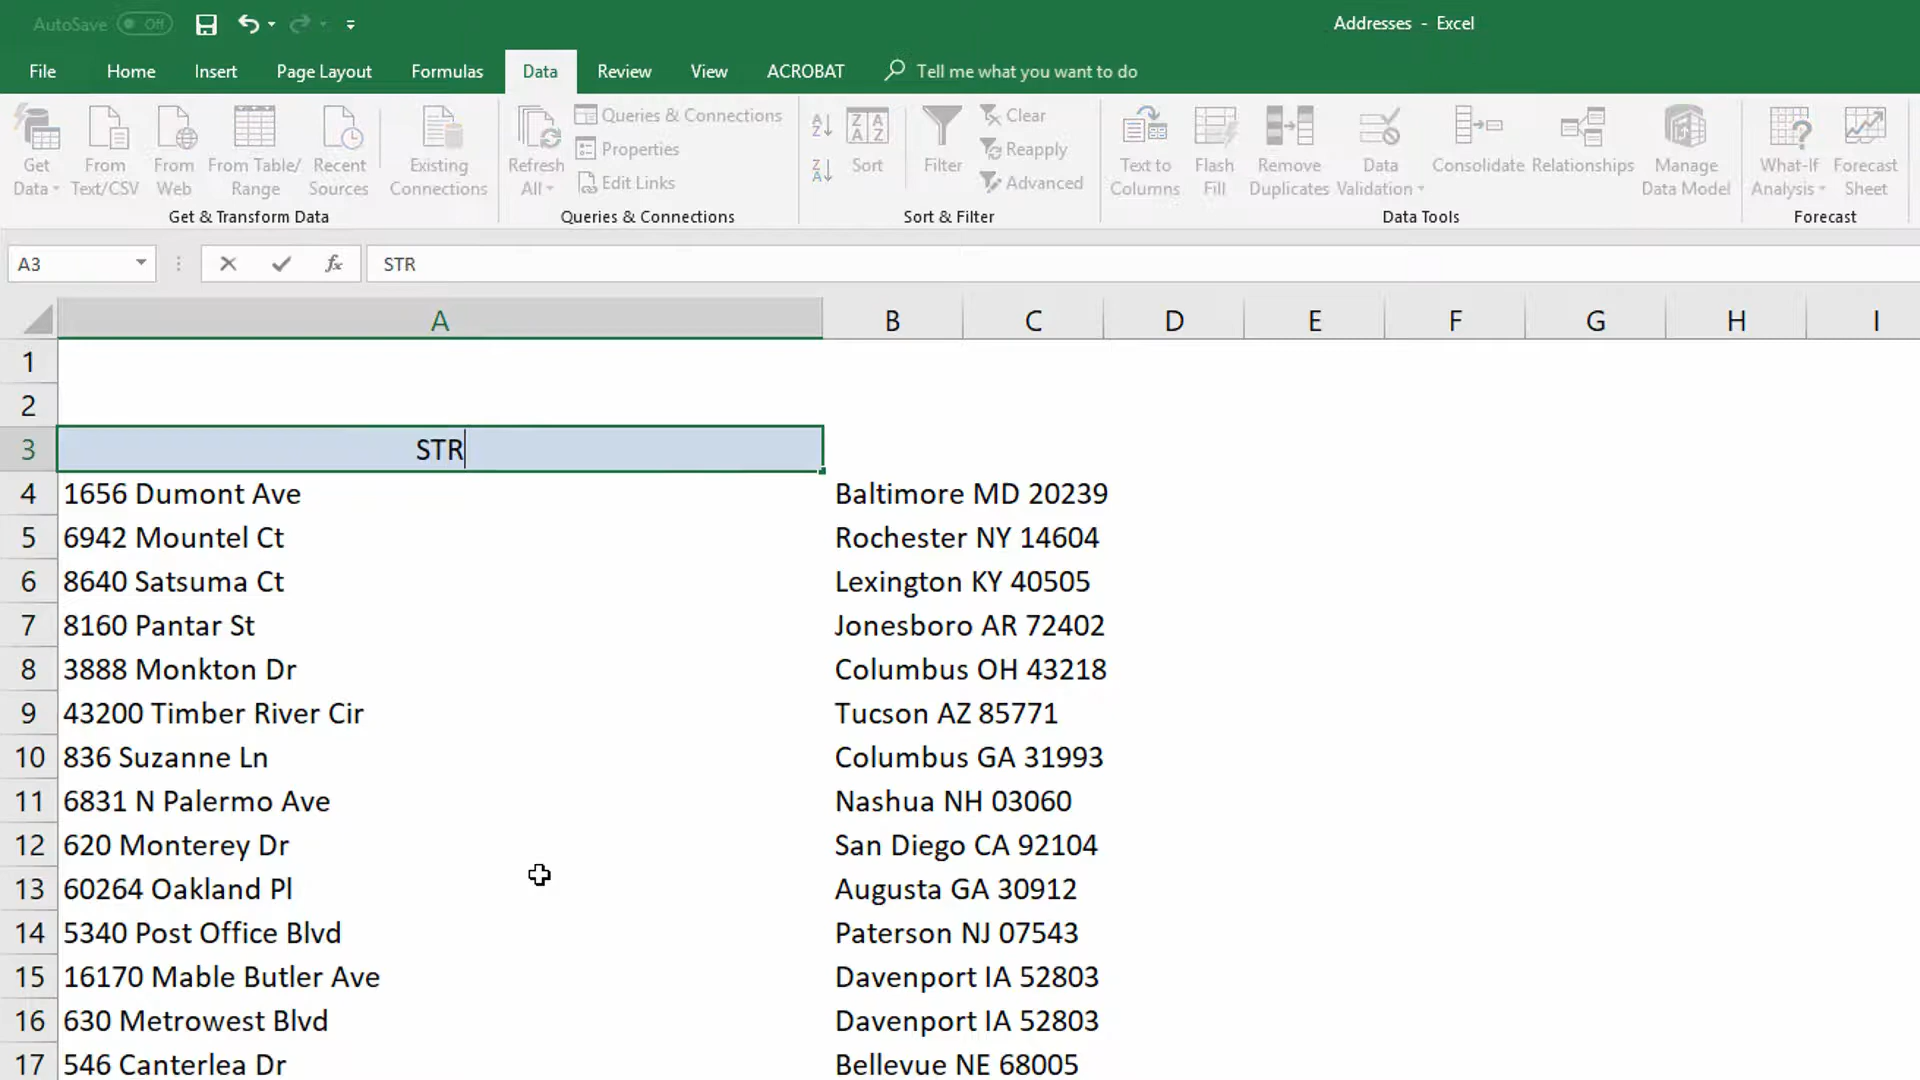 AutoSave Off
Addresses - Excel
File Home Insert Page Layout Formulas Data Review View ACROBAT Tell me what you want to do
Get Data
From Text/CSV
From Web
From Table/ Range
Recent Sources
Existing Connections
Get & Transform Data
Refresh All
Queries & Connections
Properties
Edit Links
Queries & Connections
Sort
Filter
Clear
Reapply
Advanced
Sort & Filter
Text to Columns
Flash Fill
Remove Duplicates
Data Validation
Consolidate
Relationships
Manage Data Model
Data Tools
What-If Analysis
Forecast Sheet
Forecast
A3 fx STR
A B C D E F G H I
1
2
3 STR
4 1656 Dumont Ave Baltimore MD 20239
5 6942 Mountel Ct Rochester NY 14604
6 8640 Satsuma Ct Lexington KY 40505
7 8160 Pantar St Jonesboro AR 72402
8 3888 Monkton Dr Columbus OH 43218
9 43200 Timber River Cir Tucson AZ 85771
10 836 Suzanne Ln Columbus GA 31993
11 6831 N Palermo Ave Nashua NH 03060
12 620 Monterey Dr San Diego CA 92104
13 60264 Oakland Pl Augusta GA 30912
14 5340 Post Office Blvd Paterson NJ 07543
15 16170 Mable Butler Ave Davenport IA 52803
16 630 Metrowest Blvd Davenport IA 52803
17 546 Canterlea Dr Bellevue NE 68005